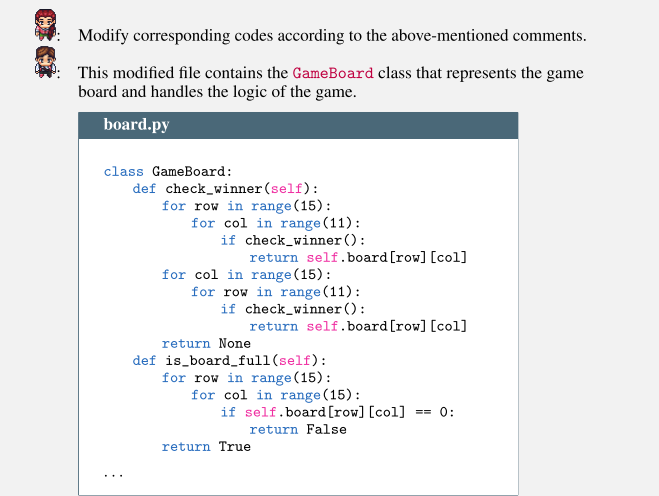 : Modify corresponding codes according to the above-mentioned comments.
: This modified file contains the GameBoard class that represents the game
board and handles the logic of the game.
board.py
class GameBoard:
    def check_winner(self):
        for row in range(15):
            for col in range(11):
                if check_winner():
                    return self.board[row][col]
        for col in range(15):
            for row in range(11):
                if check_winner():
                    return self.board[row][col]
        return None
    def is_board_full(self):
        for row in range(15):
            for col in range(15):
                if self.board[row][col] == 0:
                    return False
        return True
...